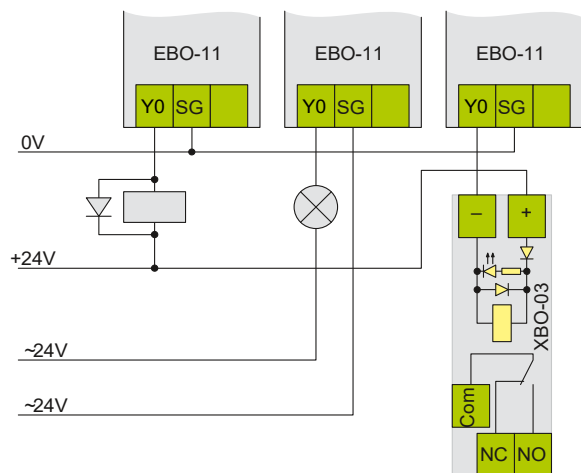 EBO-11 EBO-11 EBO-11
Y0 SG Y0 SG Y0 SG
0V
– +
+24V
XBO-03
~24V
Com
~24V
NC NO